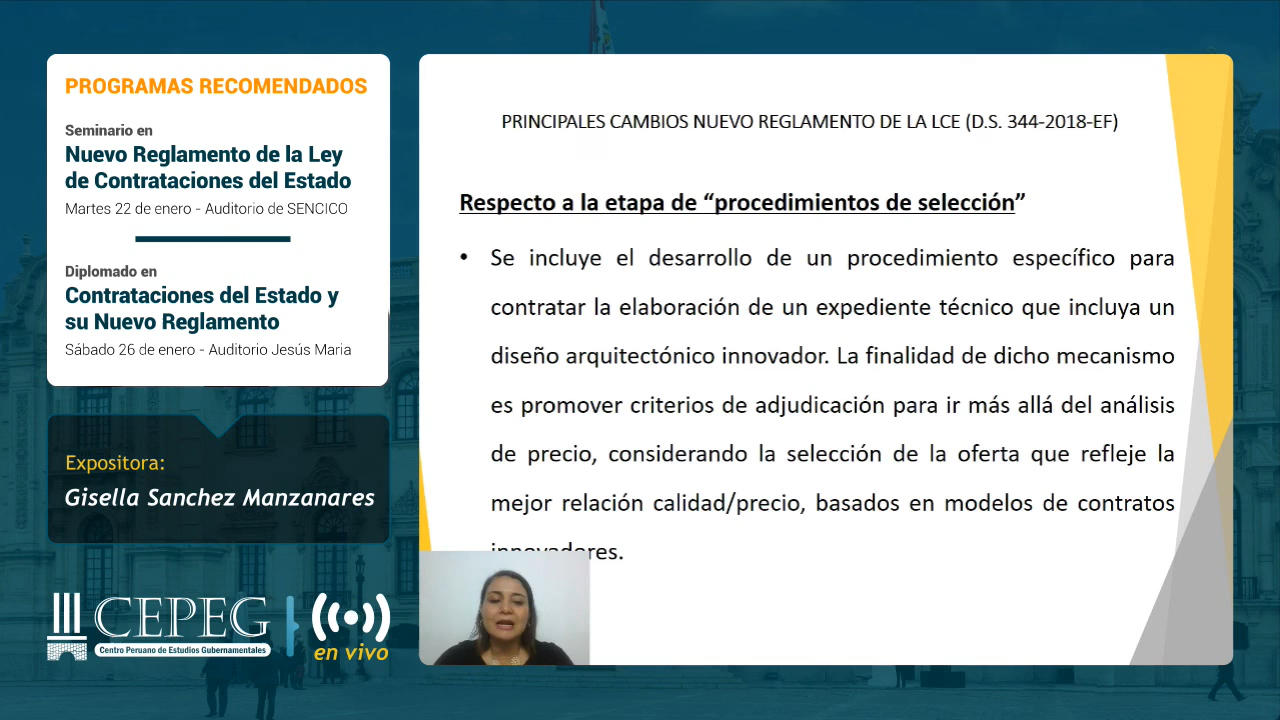 PROGRAMAS RECOMENDADOS
Seminario en
Nuevo Reglamento de la Ley
de Contrataciones del Estado
Martes 22 de enero - Auditorio de SENCICO
Diplomado en
Contrataciones del Estado y
su Nuevo Reglamento
Sábado 26 de enero - Auditorio Jesús Maria
Expositora:
Gisella Sanchez Manzanares
CEPEG
Centro Peruano de Estudios Gubernamentales
en vivo
PRINCIPALES CAMBIOS NUEVO REGLAMENTO DE LA LCE (D.S. 344-2018-EF)
Respecto a la etapa de “procedimientos de selección”
• Se incluye el desarrollo de un procedimiento específico para
contratar la elaboración de un expediente técnico que incluya un
diseño arquitectónico innovador. La finalidad de dicho mecanismo
es promover criterios de adjudicación para ir más allá del análisis
de precio, considerando la selección de la oferta que refleje la
mejor relación calidad/precio, basados en modelos de contratos
innovadores.